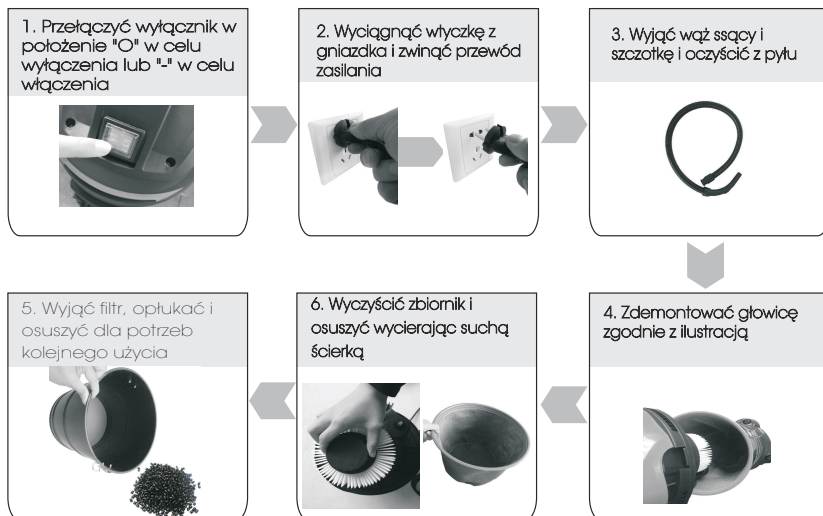 1. Przełączyć wyłącznik w
położenie "O" w celu
wyłączenia lub "-" w celu
włączenia
2. Wyciągnąć wtyczkę z
gniazdka i zwinąć przewód
zasilania
3. Wyjąć wąż ssący i
szczotkę i oczyścić z pyłu
4. Zdemontować głowicę
zgodnie z ilustracją
6. Wyczyścić zbiornik i
osuszyć wycierając suchą
ścierką
5. Wyjąć filtr, opłukać i
osuszyć dla potrzeb
kolejnego użycia